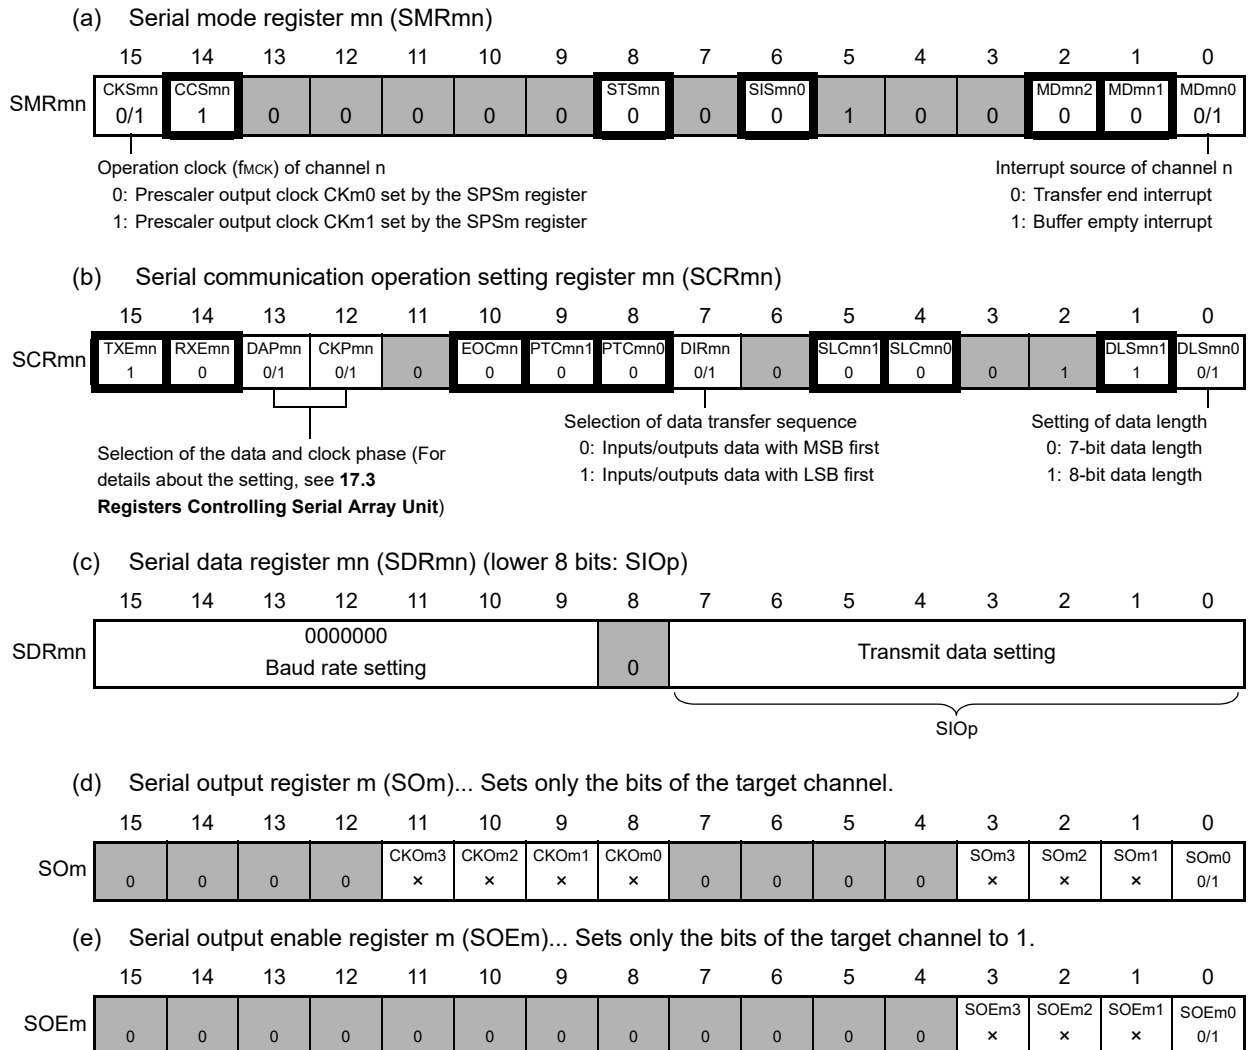 (a) Serial mode register mn (SMRmn)
15 14 13 12 11 10 9 8 7 6 5 4 3 2 1 0
SMRmn
CKSmn CCSmn STSmn SISmn0 MDmn2 MDmn1 MDmn0
0/1 1 0 0 0 0 0 0 0 0 1 0 0 0 0 0/1
Operation clock (fMCK) of channel n
0: Prescaler output clock CKm0 set by the SPSm register
1: Prescaler output clock CKm1 set by the SPSm register
Interrupt source of channel n
0: Transfer end interrupt
1: Buffer empty interrupt
(b) Serial communication operation setting register mn (SCRmn)
15 14 13 12 11 10 9 8 7 6 5 4 3 2 1 0
SCRmn
TXEmn RXEmn DAPmn CKPmn EOCmn PTCmn1 PTCmn0 DIRmn SLCmn1 SLCmn0 DLSmn1 DLSmn0
1 0 0/1 0/1 0 0 0 0 0/1 0 0 0 0 1 1 0/1
Selection of the data and clock phase (For
details about the setting, see 17.3
Registers Controlling Serial Array Unit)
Selection of data transfer sequence
0: Inputs/outputs data with MSB first
1: Inputs/outputs data with LSB first
Setting of data length
0: 7-bit data length
1: 8-bit data length
(c) Serial data register mn (SDRmn) (lower 8 bits: SIOp)
15 14 13 12 11 10 9 8 7 6 5 4 3 2 1 0
SDRmn
0000000
Baud rate setting
0
Transmit data setting
SIOp
(d) Serial output register m (SOm)... Sets only the bits of the target channel.
15 14 13 12 11 10 9 8 7 6 5 4 3 2 1 0
SOm
CKOm3 CKOm2 CKOm1 CKOm0 SOm3 SOm2 SOm1 SOm0
0 0 0 0 × × × × 0 0 0 0 × × × 0/1
(e) Serial output enable register m (SOEm)... Sets only the bits of the target channel to 1.
15 14 13 12 11 10 9 8 7 6 5 4 3 2 1 0
SOEm
SOEm3 SOEm2 SOEm1 SOEm0
0 0 0 0 0 0 0 0 0 0 0 0 × × × 0/1